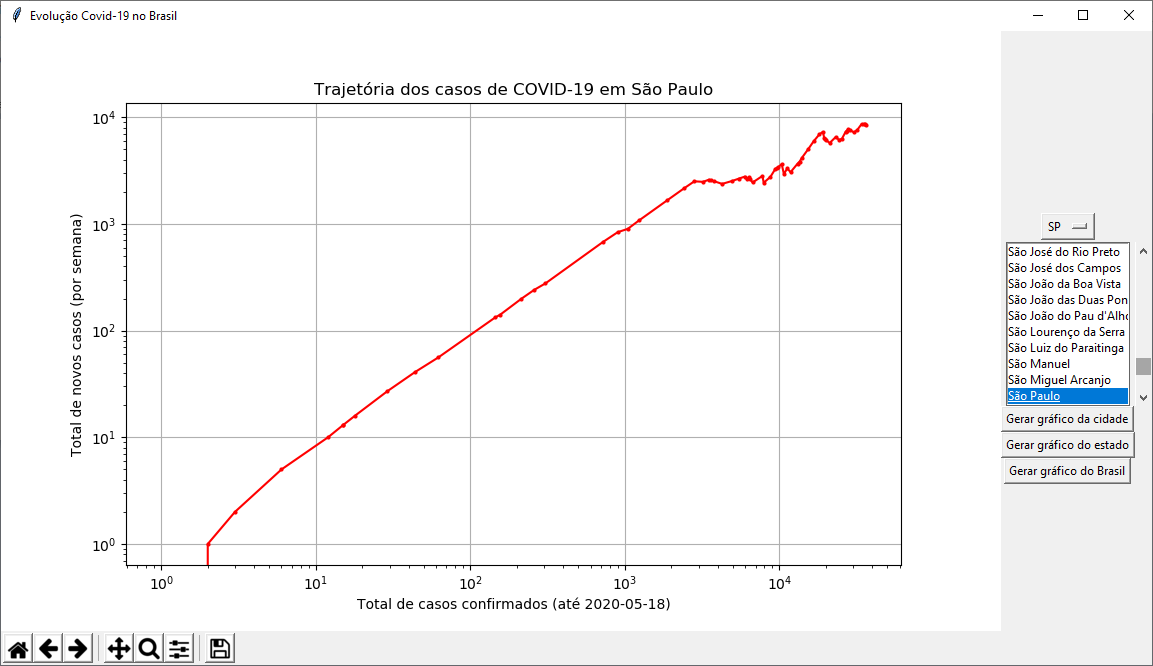 Evolução Covid-19 no Brasil
Trajetória dos casos de COVID-19 em São Paulo
Total de novos casos (por semana)
10⁴
10³
10²
10¹
10⁰
10⁰ 10¹ 10² 10³ 10⁴
Total de casos confirmados (até 2020-05-18)
SP
São José do Rio Preto
São José dos Campos
São João da Boa Vista
São João das Duas Pon
São João do Pau d'Alho
São Lourenço da Serra
São Luiz do Paraitinga
São Manuel
São Miguel Arcanjo
São Paulo
Gerar gráfico da cidade
Gerar gráfico do estado
Gerar gráfico do Brasil